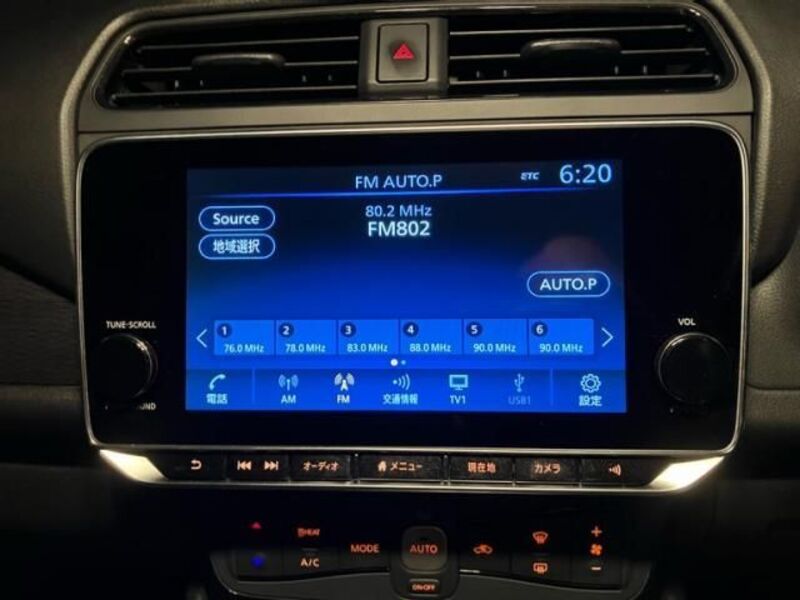 FM AUTO.P
ETC 6:20
80.2 MHz
FM802
Source
地域選択
AUTO.P
1 2 3 4 5 6
76.0 MHz 78.0 MHz 83.0 MHz 88.0 MHz 90.0 MHz 90.0 MHz
電話 AM FM 交通情報 TV1 USB1 設定
TUNE·SCROLL
VOL
オーディオ メニュー 現在地 カメラ
HEAT
A/C
MODE
AUTO
ON·OFF